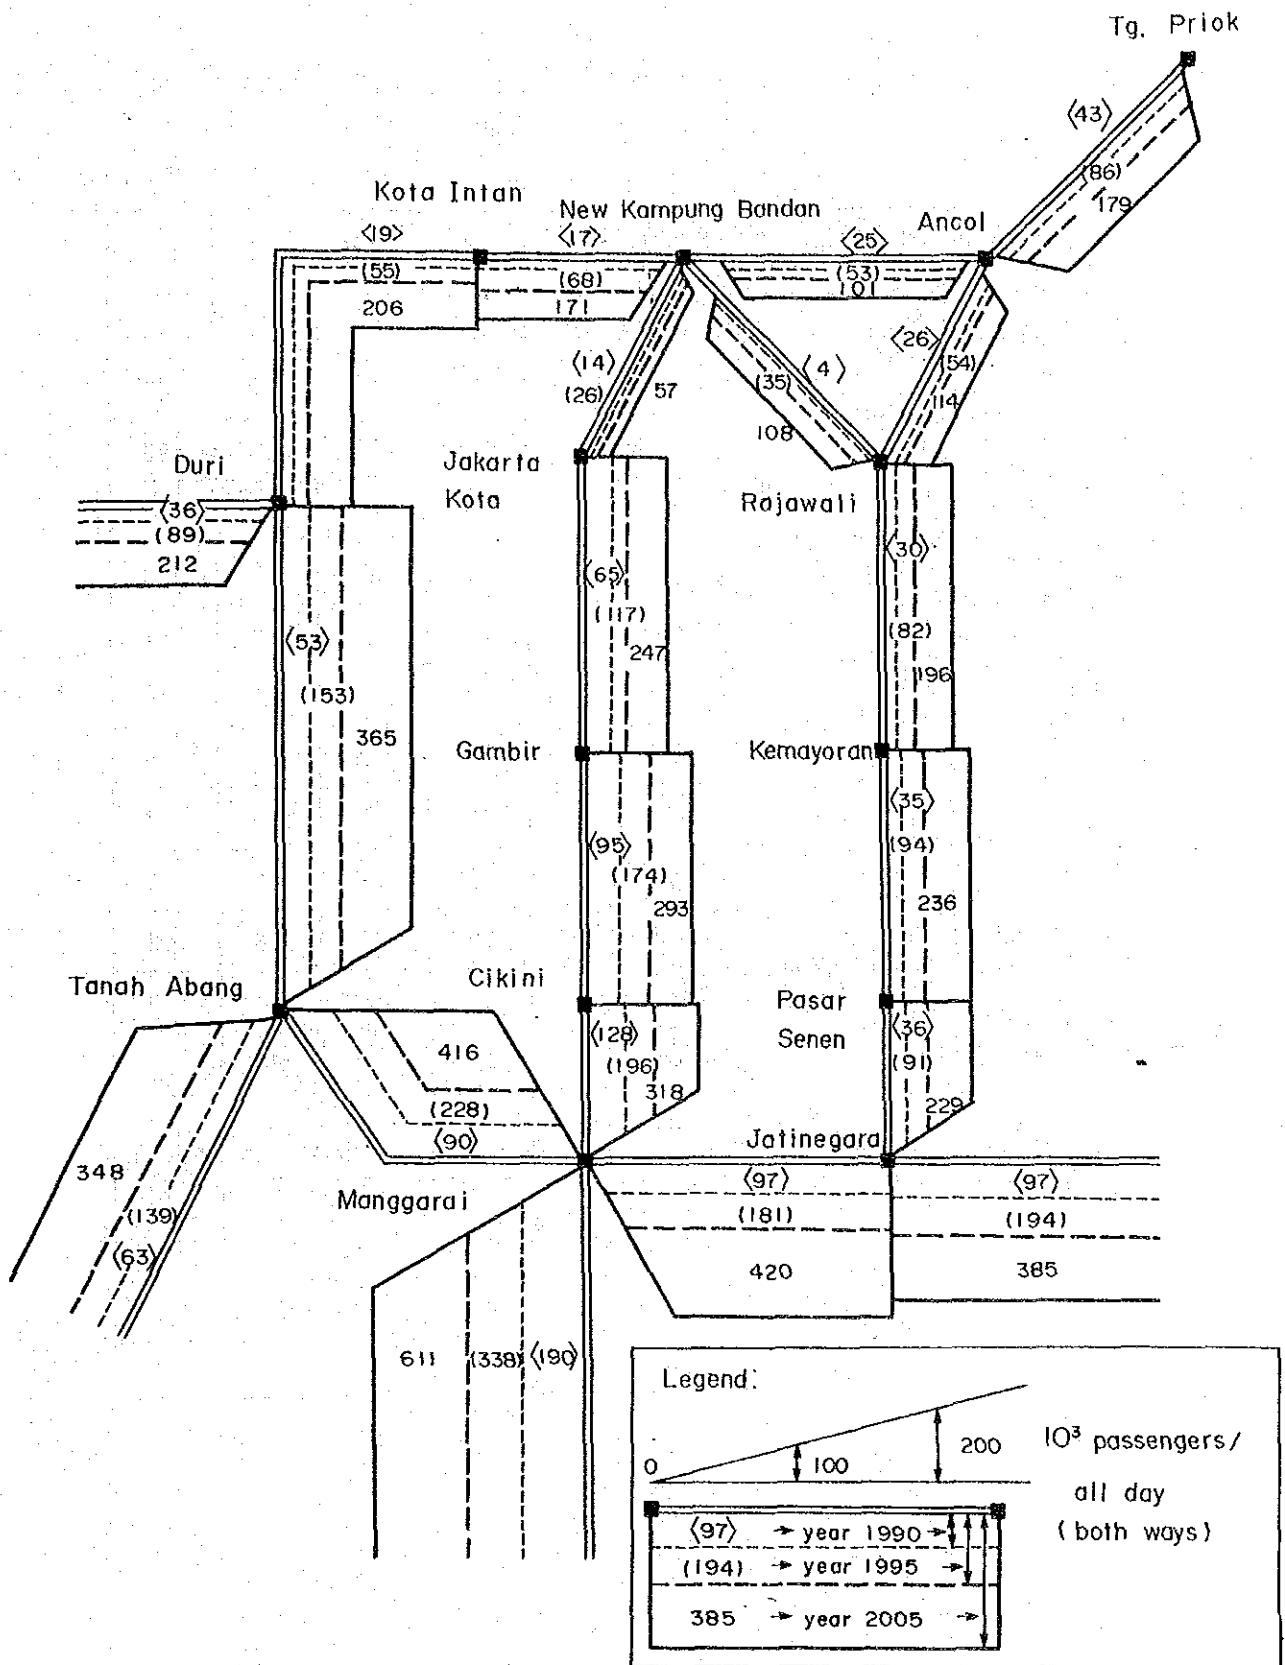 Tg. Priok
〈43〉
(86)
179
Kota Intan
New Kampung Bandan
Ancol
〈19〉
〈17〉
〈25〉
(55)
(68)
(53)
101
206
171
〈14〉
(26)
57
(35)
〈4〉
108
〈26〉
(54)
114
Duri
〈36〉
(89)
212
Jakarta
Kota
Rajawali
〈53〉
(153)
365
〈65〉
(117)
247
〈30〉
(82)
196
Gambir
Kemayoran
〈95〉
(174)
293
〈35〉
(94)
236
Tanah Abang
Cikini
Pasar
Senen
416
(228)
〈90〉
〈128〉
(196)
318
〈36〉
(91)
229
348
(139)
〈63〉
Manggarai
Jatinegara
〈97〉
(181)
420
〈97〉
(194)
385
611 (338) 〈190〉
Legend:
0
100
200
10³ passengers/
all day
(both ways)
〈97〉 → year 1990 →
(194) → year 1995 →
385 → year 2005 →